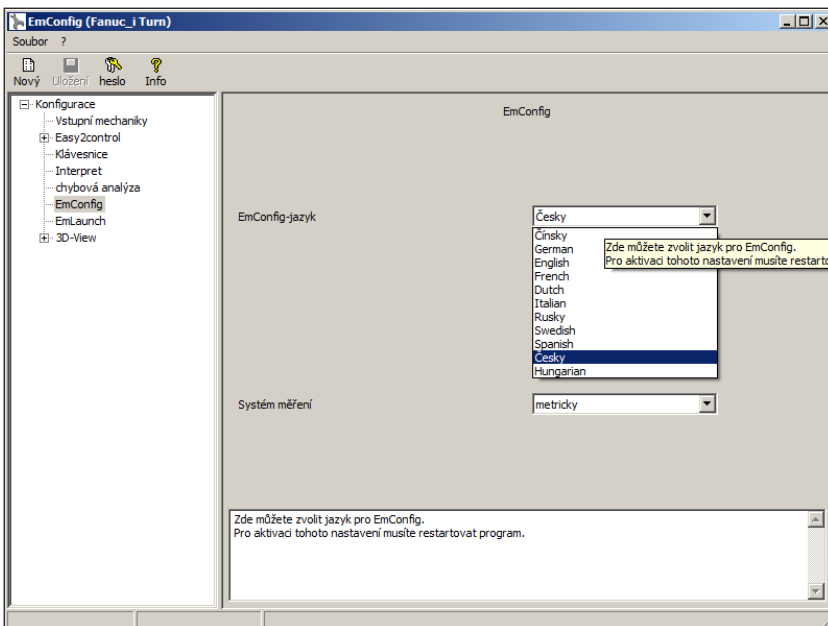 EmConfig (Fanuc_i Turn)
Soubor ?
Nový Uložení heslo Info
Konfigurace
Vstupní mechaniky
Easy2control
Klávesnice
Interpret
chybová analýza
EmConfig
EmLaunch
3D-View
EmConfig
EmConfig-jazyk
Česky
Čínsky
German
English
French
Dutch
Italian
Rusky
Swedish
Spanish
Česky
Hungarian
Zde můžete zvolit jazyk pro EmConfig.
Pro aktivaci tohoto nastavení musíte restarto
Systém měření
metricky
Zde můžete zvolit jazyk pro EmConfig.
Pro aktivaci tohoto nastavení musíte restartovat program.